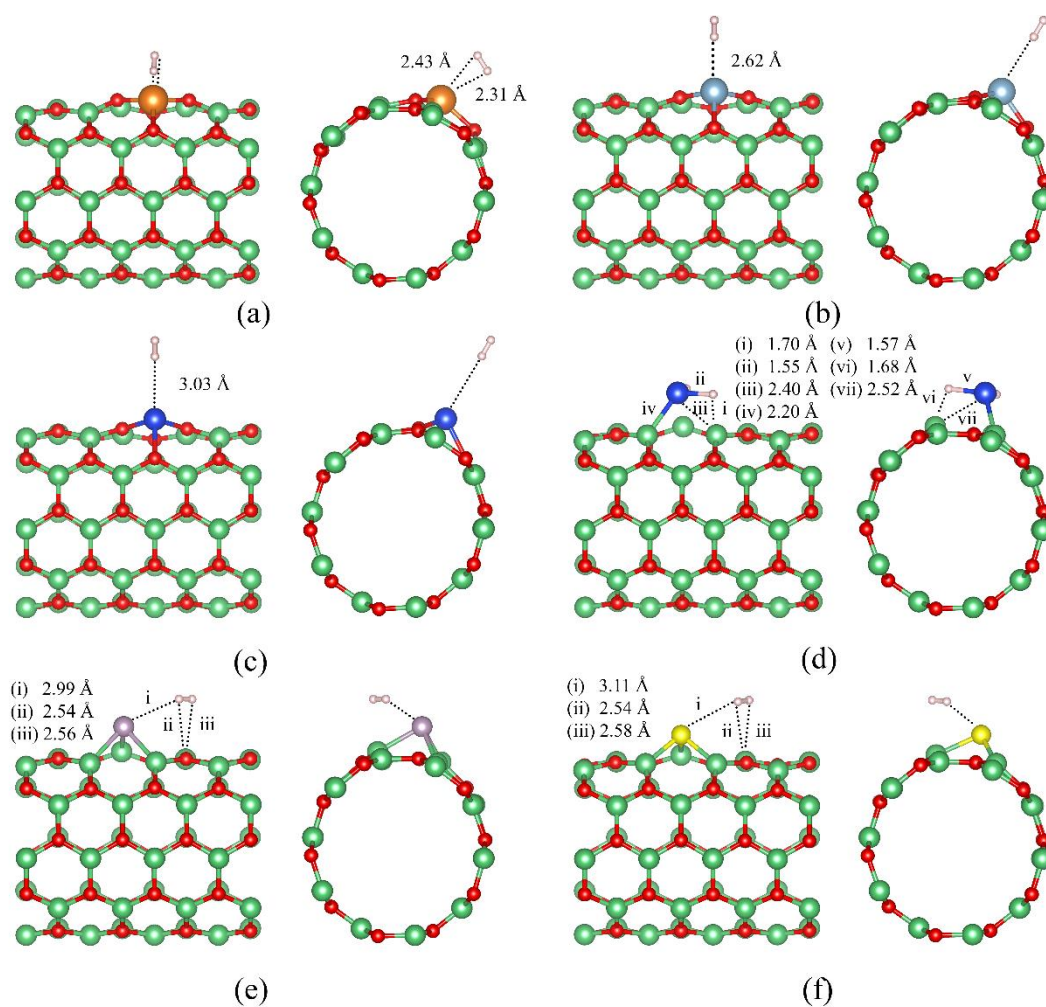 2.43 Å
2.31 Å
(a)
2.62 Å
(b)
3.03 Å
(c)
(i) 1.70 Å (v) 1.57 Å
(ii) 1.55 Å (vi) 1.68 Å
(iii) 2.40 Å (vii) 2.52 Å
(iv) 2.20 Å
ii
iii
i
iv
v
vi
vii
(d)
(i) 2.99 Å
(ii) 2.54 Å
(iii) 2.56 Å
i
ii
iii
(e)
(i) 3.11 Å
(ii) 2.54 Å
(iii) 2.58 Å
i
ii
iii
(f)